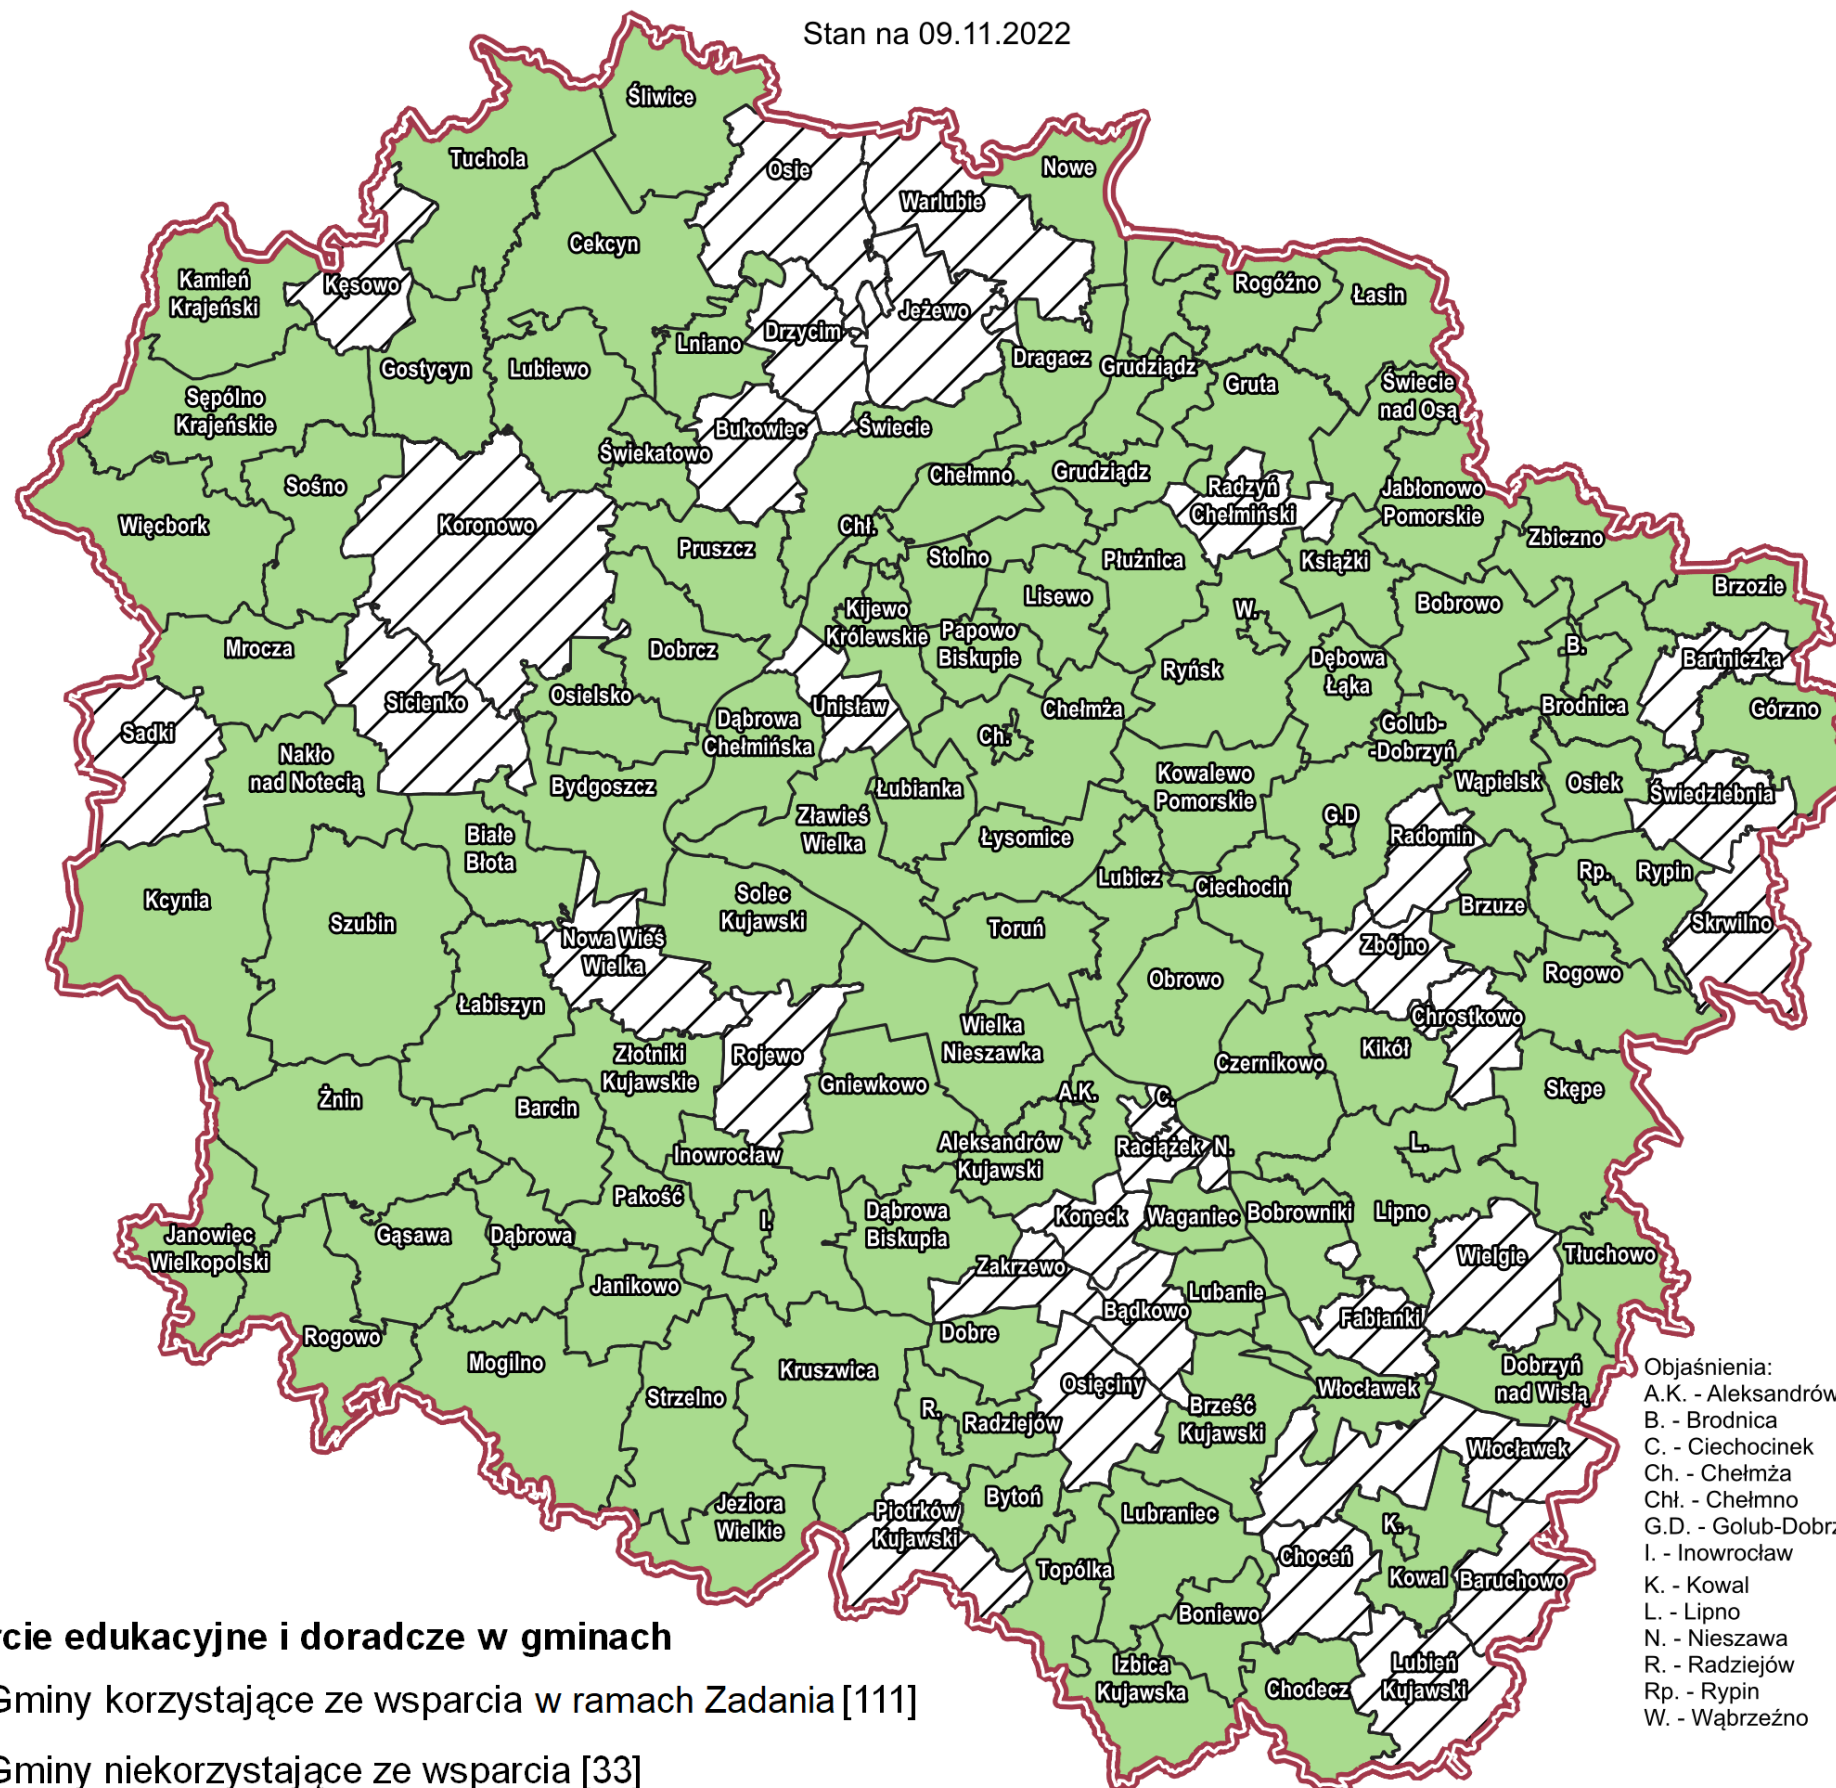 Stan na 09.11.2022
Śliwice
Tuchola
Osie
Nowe
Warlubie
Cekcyn
Kamień
Krajeński
Kęsowo
Rogóźno
Łasin
Jeżewo
Drzycim
Lniano
Dragacz
Grudziądz
Gostycyn
Lubiewo
Gruta
Świecie
nad Osą
Sępólno
Krajeńskie
Bukowiec
Świecie
Świekatowo
Chełmno
Grudziądz
Sośno
Radzyń
Chełmiński
Jabłonowo
Pomorskie
Więcbork
Koronowo
Chł.
Zbiczno
Pruszcz
Stolno
Płużnica
Książki
Brzozie
Lisewo
Bobrowo
Kijewo
Królewskie
W.
Papowo
Biskupie
Mrocza
Dobrcz
B.
Bartniczka
Ryńsk
Dębowa
Łąka
Osielsko
Sicienko
Unisław
Chełmża
Brodnica
Górzno
Sadki
Dąbrowa
Chełmińska
Ch.
Golub-
-Dobrzyń
Nakło
nad Notecią
Bydgoszcz
Łubianka
Kowalewo
Pomorskie
Wąpielsk
Osiek
Świedziebnia
Zławieś
Wielka
G.D
Białe
Błota
Łysomice
Radomin
Kcynia
Szubin
Solec
Kujawski
Lubicz
Ciechocin
Rp.
Rypin
Brzuze
Skrwilno
Toruń
Nowa Wieś
Wielka
Zbójno
Obrowo
Rogowo
Łabiszyn
Wielka
Nieszawka
Chrostkowo
Złotniki
Kujawskie
Rojewo
Gniewkowo
Czernikowo
Kikół
Skępe
Żnin
Barcin
A.K.
C.
Aleksandrów
Kujawski
Raciążek
N.
L.
Inowrocław
Pakość
I.
Dąbrowa
Biskupia
Koneck
Waganiec
Bobrowniki
Lipno
Janowiec
Wielkopolski
Gąsawa
Dąbrowa
Wielgie
Tłuchowo
Janikowo
Zakrzewo
Lubanie
Bądkowo
Fabianki
Rogowo
Dobre
Mogilno
Kruszwica
Dobrzyń
nad Wisłą
Strzelno
Osięciny
Włocławek
R.
Radziejów
Brześć
Kujawski
Włocławek
Jeziora
Wielkie
Piotrków
Kujawski
Bytoń
Lubraniec
K.
Choceń
Topólka
Kowal
Baruchowo
Boniewo
Izbica
Kujawska
Chodecz
Lubień
Kujawski
Objaśnienia:
A.K. - Aleksandrów
B. - Brodnica
C. - Ciechocinek
Ch. - Chełmża
Chł. - Chełmno
G.D. - Golub-Dobrz
I. - Inowrocław
K. - Kowal
L. - Lipno
N. - Nieszawa
R. - Radziejów
Rp. - Rypin
W. - Wąbrzeźno
rcie edukacyjne i doradcze w gminach
Gminy korzystające ze wsparcia w ramach Zadania [111]
Gminy niekorzystające ze wsparcia [33]